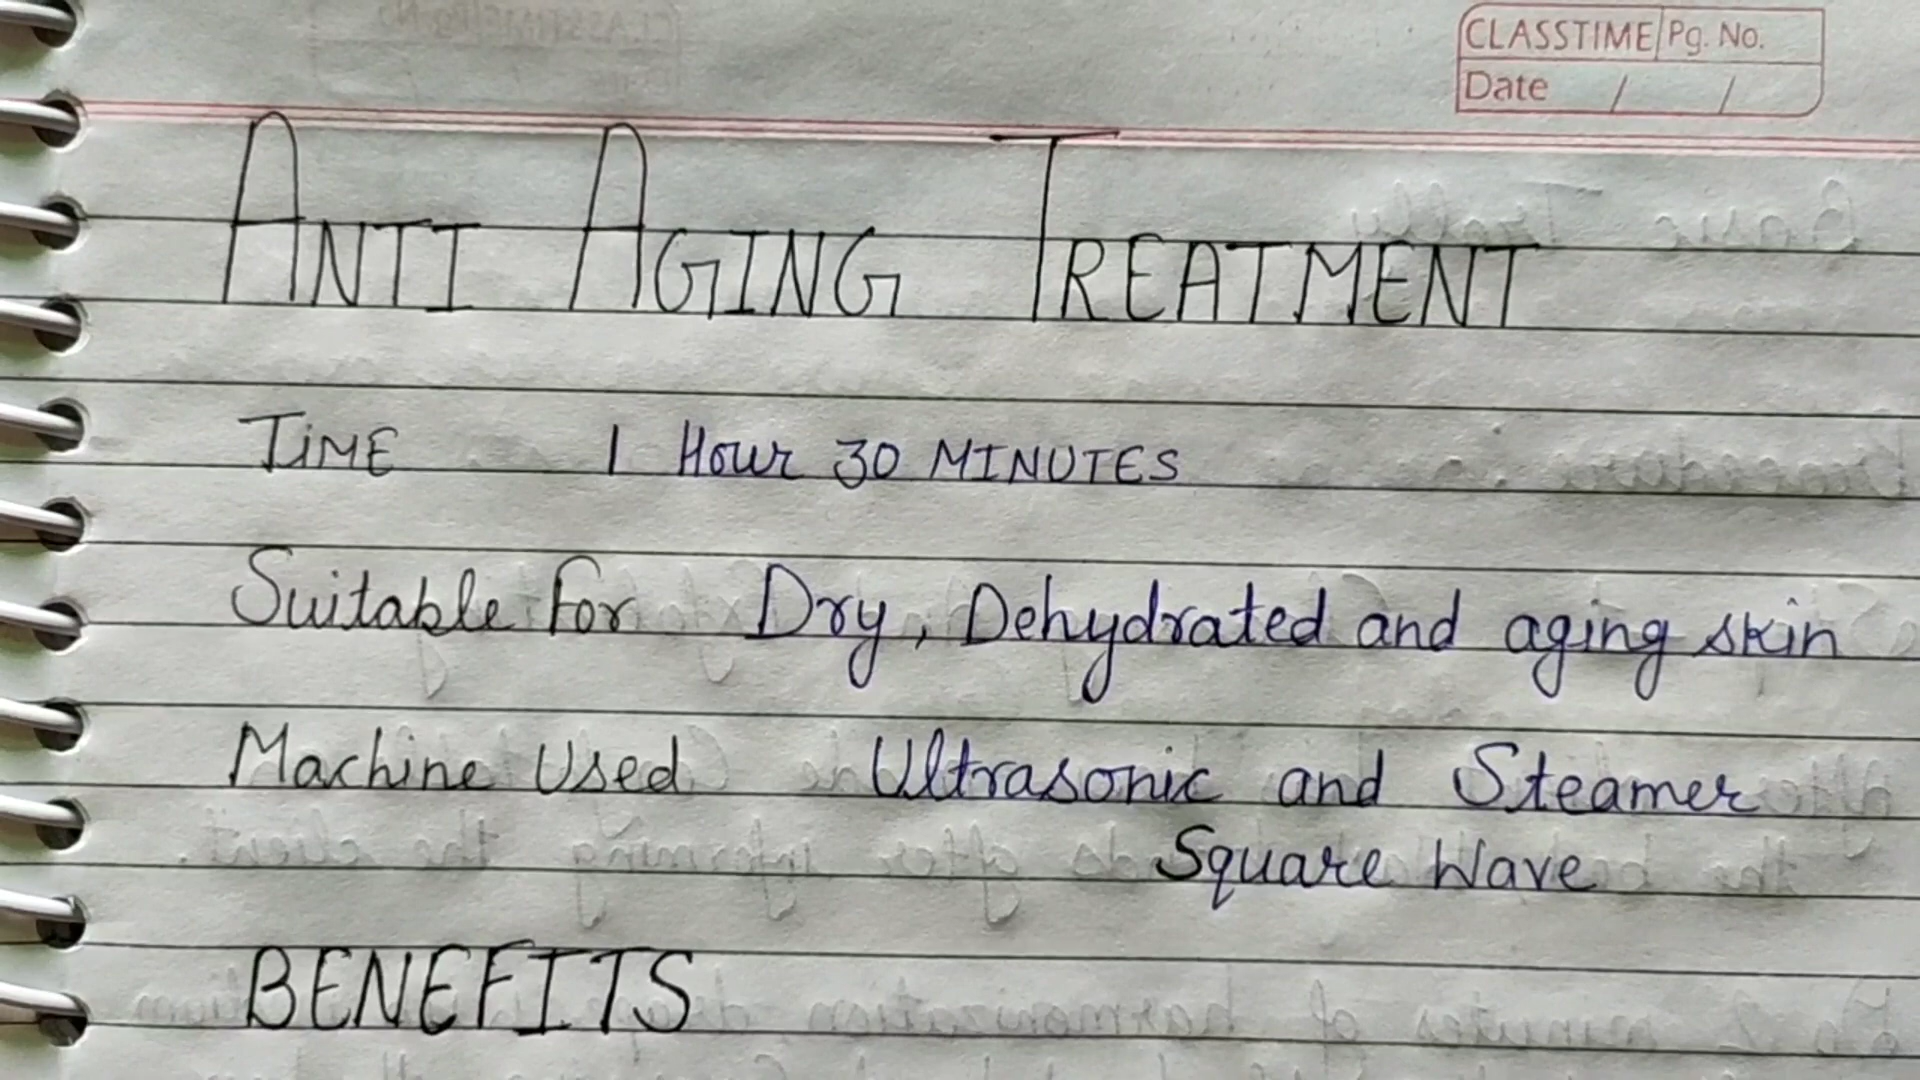 CLASSTIME Pg. No.
Date / /
ANTI AGING TREATMENT
TIME 1 Hour 30 MINUTES
Suitable For Dry, Dehydrated and aging skin
Machine Used Ultrasonic and Steamer
Square Wave
BENEFITS